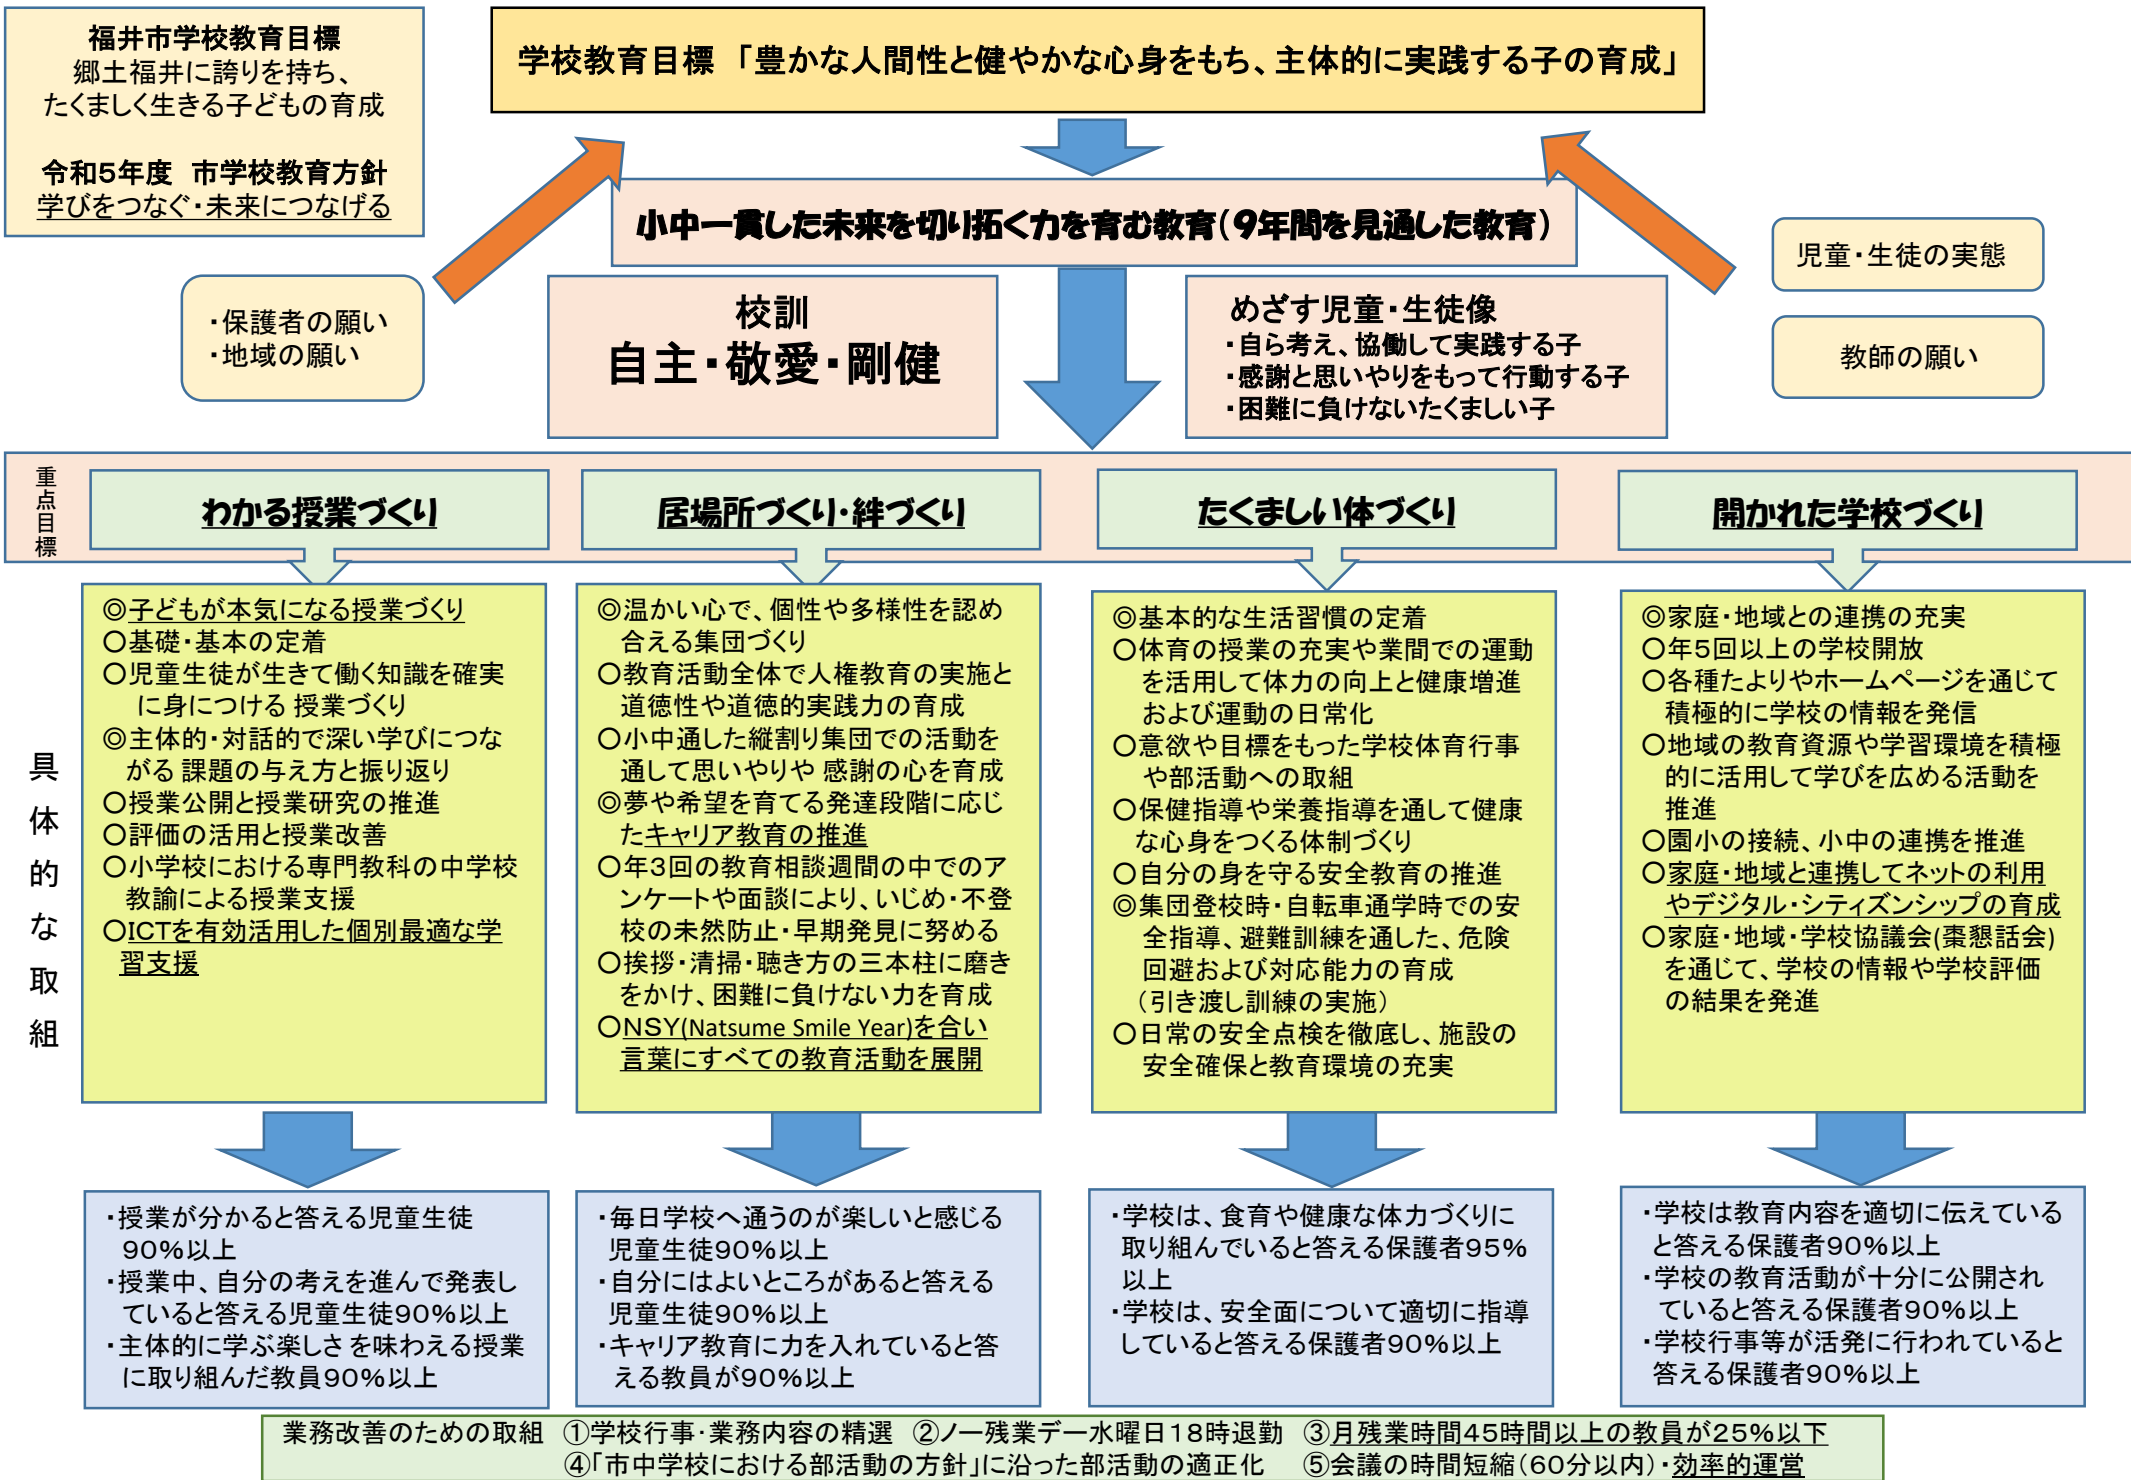 福井市学校教育目標
郷土福井に誇りを持ち、
たくましく生きる子どもの育成
令和5年度 市学校教育方針
学びをつなぐ・未来につなげる
学校教育目標 「豊かな人間性と健やかな心身をもち、主体的に実践する子の育成」
小中一貫した未来を切り拓く力を育む教育(9年間を見通した教育)
・保護者の願い
・地域の願い
校訓
自主・敬愛・剛健
めざす児童・生徒像
・自ら考え、協働して実践する子
・感謝と思いやりをもって行動する子
・困難に負けないたくましい子
児童・生徒の実態
教師の願い
重点目標
わかる授業づくり
居場所づくり・絆づくり
たくましい体づくり
開かれた学校づくり
具体的な取組
◎子どもが本気になる授業づくり
○基礎・基本の定着
○児童生徒が生きて働く知識を確実
に身につける 授業づくり
◎主体的・対話的で深い学びにつな
がる 課題の与え方と振り返り
○授業公開と授業研究の推進
○評価の活用と授業改善
○小学校における専門教科の中学校
教諭による授業支援
○ICTを有効活用した個別最適な学
習支援
◎温かい心で、個性や多様性を認め
合える集団づくり
○教育活動全体で人権教育の実施と
道徳性や道徳的実践力の育成
○小中通した縦割り集団での活動を
通して思いやりや 感謝の心を育成
◎夢や希望を育てる発達段階に応じ
たキャリア教育の推進
○年3回の教育相談週間の中でのア
ンケートや面談により、いじめ・不登
校の未然防止・早期発見に努める
○挨拶・清掃・聴き方の三本柱に磨き
をかけ、困難に負けない力を育成
○NSY(Natsume Smile Year)を合い
言葉にすべての教育活動を展開
◎基本的な生活習慣の定着
○体育の授業の充実や業間での運動
を活用して体力の向上と健康増進
および運動の日常化
○意欲や目標をもった学校体育行事
や部活動への取組
○保健指導や栄養指導を通して健康
な心身をつくる体制づくり
○自分の身を守る安全教育の推進
◎集団登校時・自転車通学時での安
全指導、避難訓練を通した、危険
回避および対応能力の育成
(引き渡し訓練の実施)
○日常の安全点検を徹底し、施設の
安全確保と教育環境の充実
◎家庭・地域との連携の充実
○年5回以上の学校開放
○各種たよりやホームページを通じて
積極的に学校の情報を発信
○地域の教育資源や学習環境を積極
的に活用して学びを広める活動を
推進
○園小の接続、小中の連携を推進
○家庭・地域と連携してネットの利用
やデジタル・シティズンシップの育成
○家庭・地域・学校協議会(棗懇話会)
を通じて、学校の情報や学校評価
の結果を発進
・授業が分かると答える児童生徒
90%以上
・授業中、自分の考えを進んで発表し
ていると答える児童生徒90%以上
・主体的に学ぶ楽しさ を味わえる授業
に取り組んだ教員90%以上
・毎日学校へ通うのが楽しいと感じる
児童生徒90%以上
・自分にはよいところがあると答える
児童生徒90%以上
・キャリア教育に力を入れていると答
える教員が90%以上
・学校は、食育や健康な体力づくりに
取り組んでいると答える保護者95%
以上
・学校は、安全面について適切に指導
していると答える保護者90%以上
・学校は教育内容を適切に伝えている
と答える保護者90%以上
・学校の教育活動が十分に公開され
ていると答える保護者90%以上
・学校行事等が活発に行われていると
答える保護者90%以上
業務改善のための取組 ①学校行事・業務内容の精選 ②ノー残業デー水曜日18時退勤 ③月残業時間45時間以上の教員が25%以下
④「市中学校における部活動の方針」に沿った部活動の適正化 ⑤会議の時間短縮(60分以内)・効率的運営